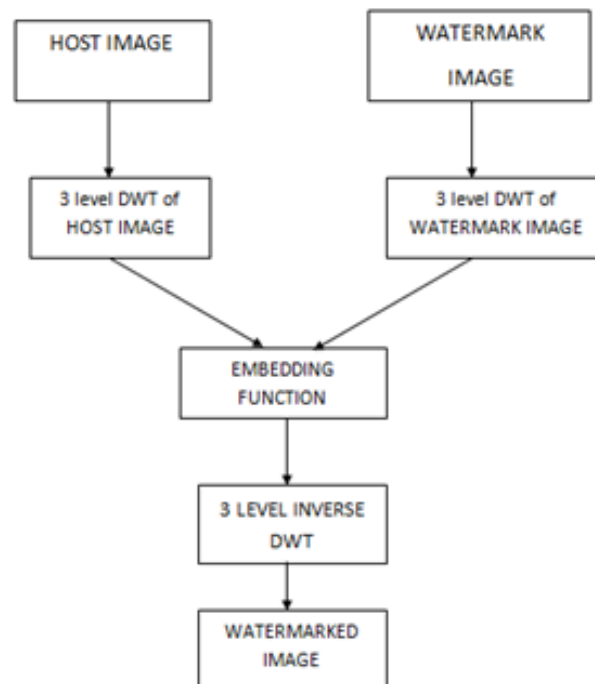 HOST IMAGE
WATERMARK
IMAGE
3 level DWT of
HOST IMAGE
3 level DWT of
WATERMARK IMAGE
EMBEDDING
FUNCTION
3 LEVEL INVERSE
DWT
WATERMARKED
IMAGE